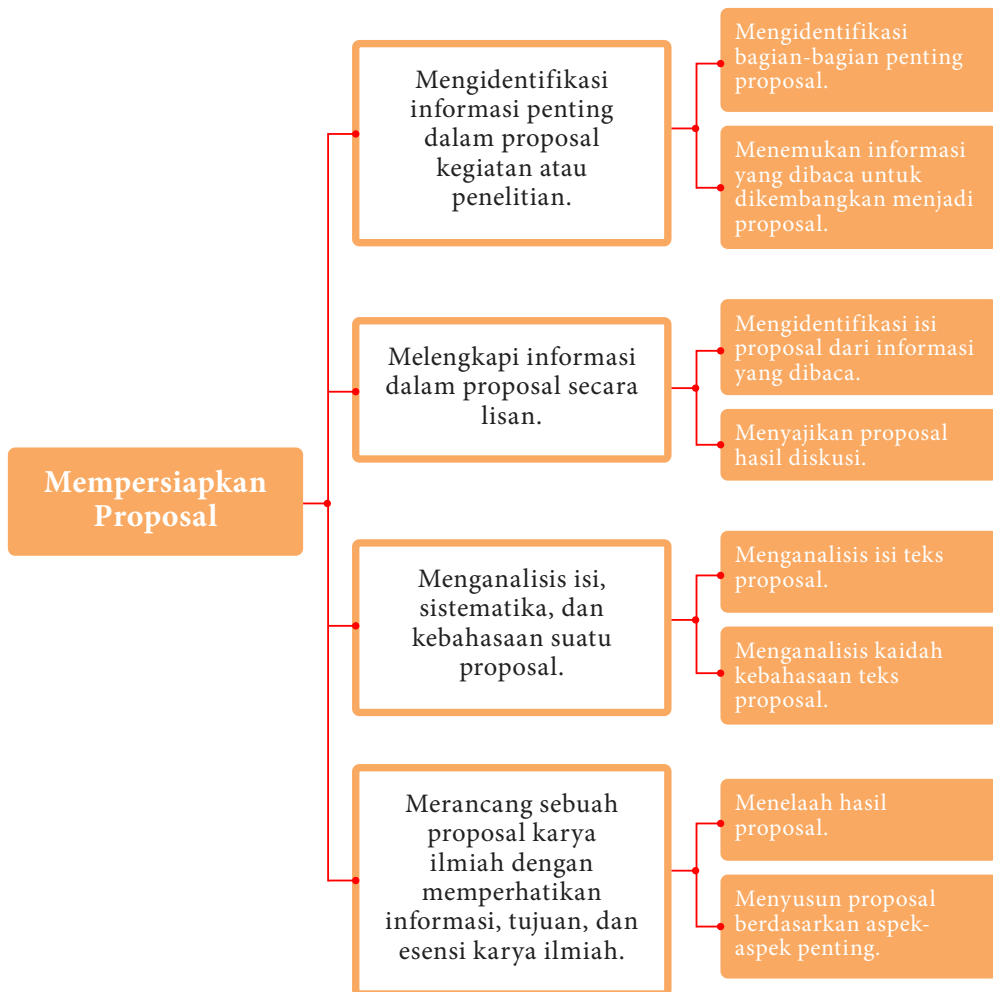 Mempersiapkan
Proposal
Mengidentifikasi
informasi penting
dalam proposal
kegiatan atau
penelitian.
Mengidentifikasi
bagian-bagian penting
proposal.
Menemukan informasi
yang dibaca untuk
dikembangkan menjadi
proposal.
Melengkapi informasi
dalam proposal secara
lisan.
Mengidentifikasi isi
proposal dari informasi
yang dibaca.
Menyajikan proposal
hasil diskusi.
Menganalisis isi,
sistematika, dan
kebahasaan suatu
proposal.
Menganalisis isi teks
proposal.
Menganalisis kaidah
kebahasaan teks
proposal.
Merancang sebuah
proposal karya
ilmiah dengan
memperhatikan
informasi, tujuan, dan
esensi karya ilmiah.
Menelaah hasil
proposal.
Menyusun proposal
berdasarkan aspek-
aspek penting.